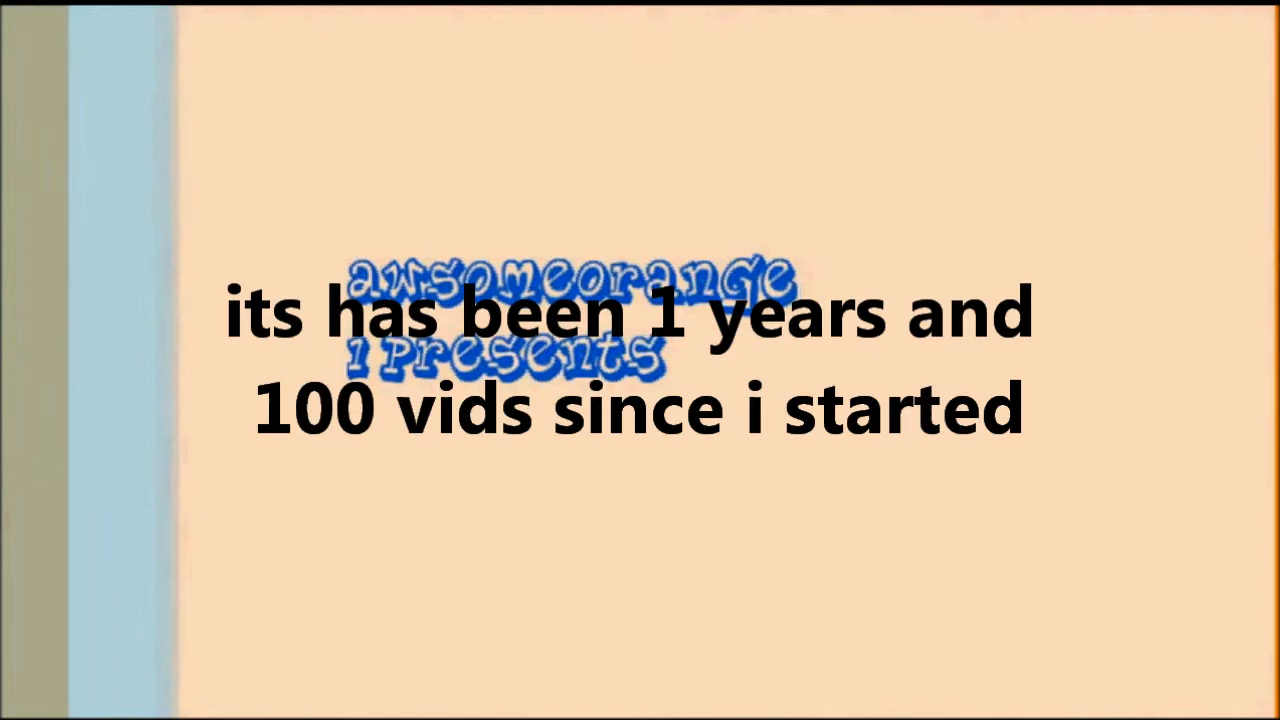 awsomeorange
its has been 1 years and
1 presents
100 vids since i started